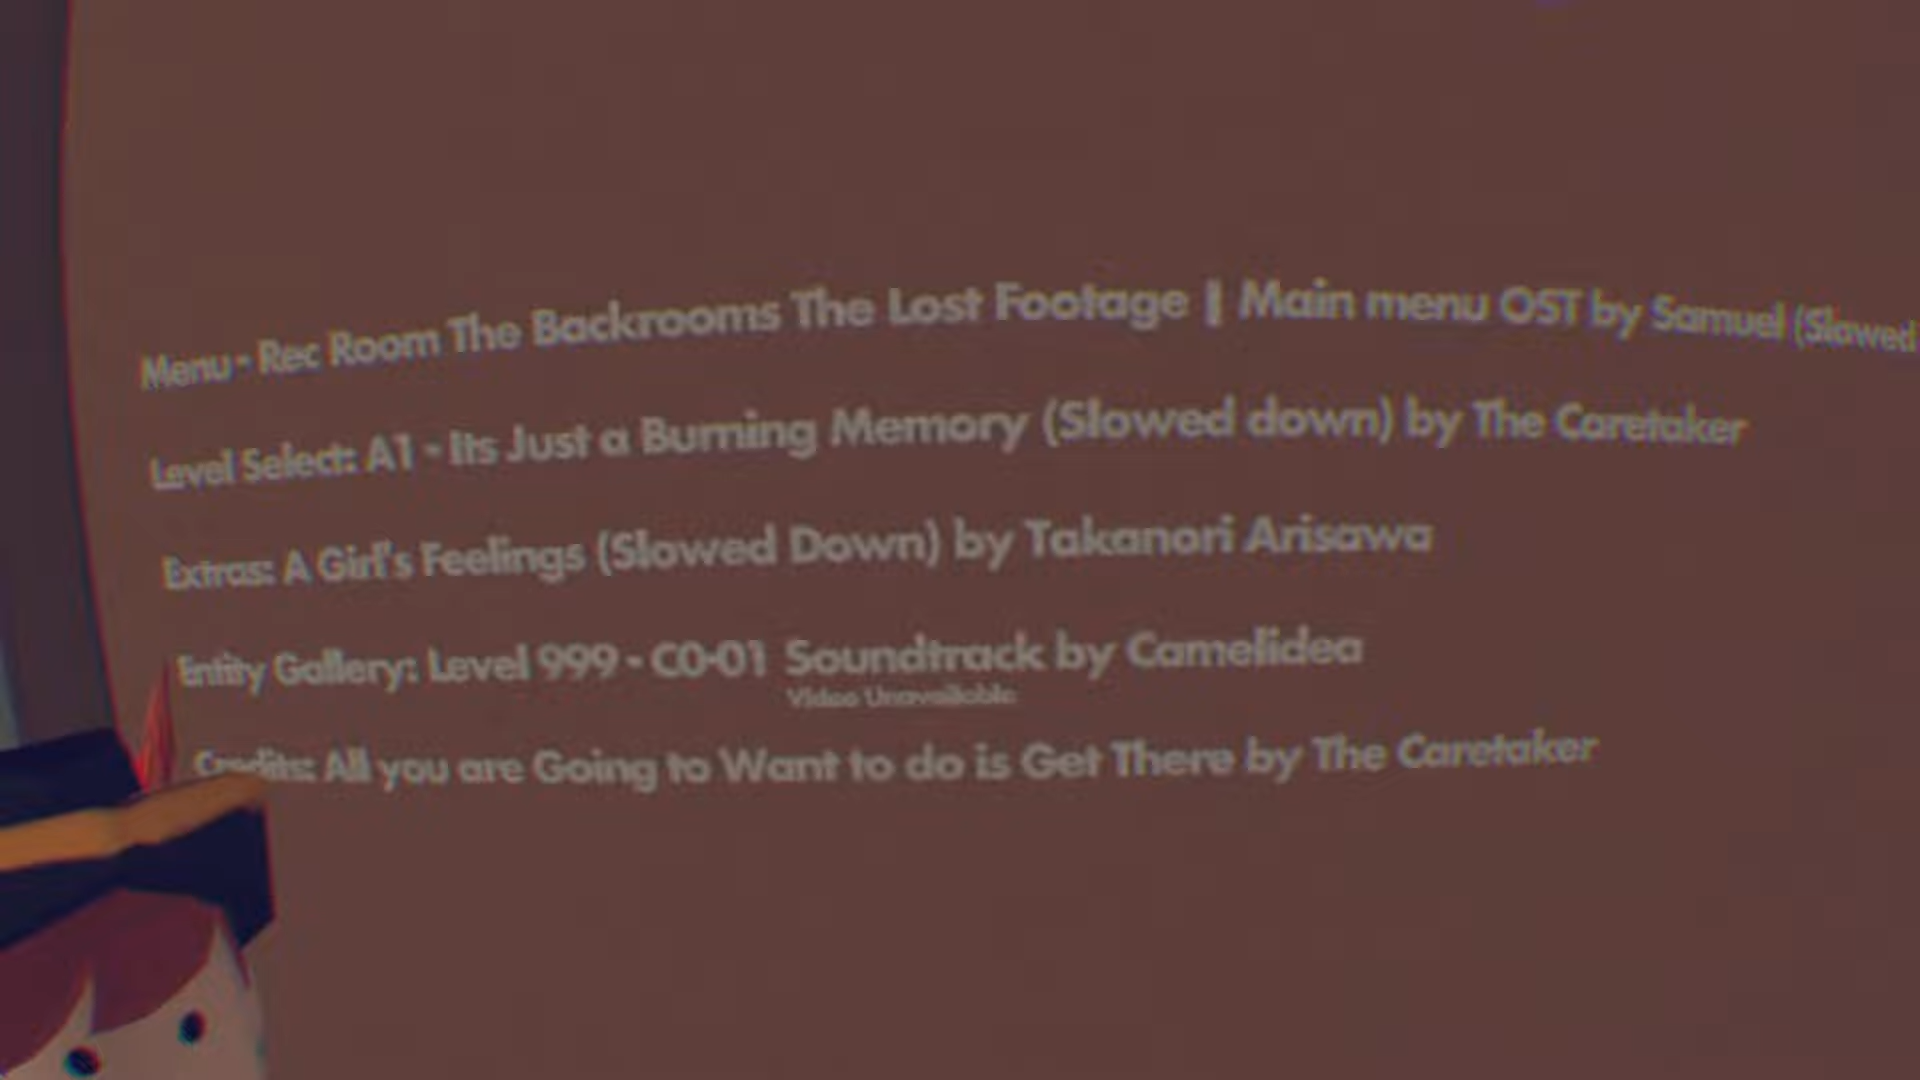 Menu - Rec Room The Backrooms The Lost Footage | Main menu OST by Samuel (Slowed
Level Select: A1 - Its Just a Burning Memory (Slowed down) by The Caretaker
Extras: A Girl's Feelings (Slowed Down) by Takanori Arisawa
Entity Gallery: Level 999 - C0-01 Soundtrack by Camelidea
Video Unavailable
Credits: All you are Going to Want to do is Get There by The Caretaker